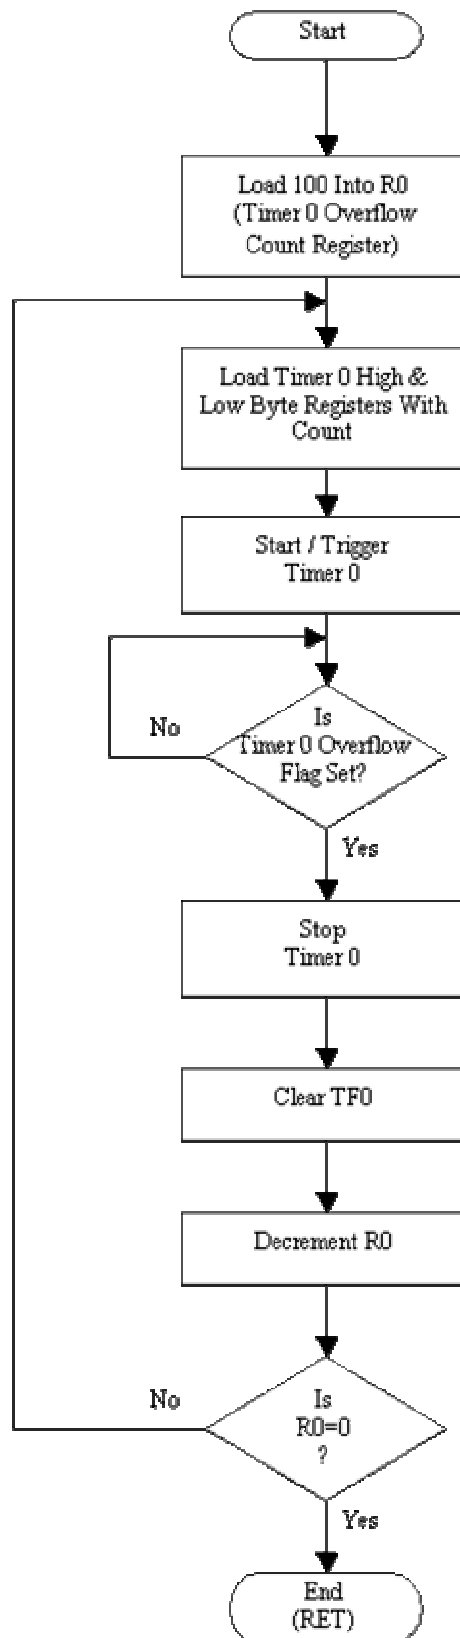 Start
Load 100 Into R0
(Timer 0 Overflow
Count Register)
Load Timer 0 High &
Low Byte Registers With
Count
Start / Trigger
Timer 0
Is
Timer 0 Overflow
Flag Set?
No
Yes
Stop
Timer 0
Clear TF0
Decrement R0
Is
R0=0
?
No
Yes
End
(RET)